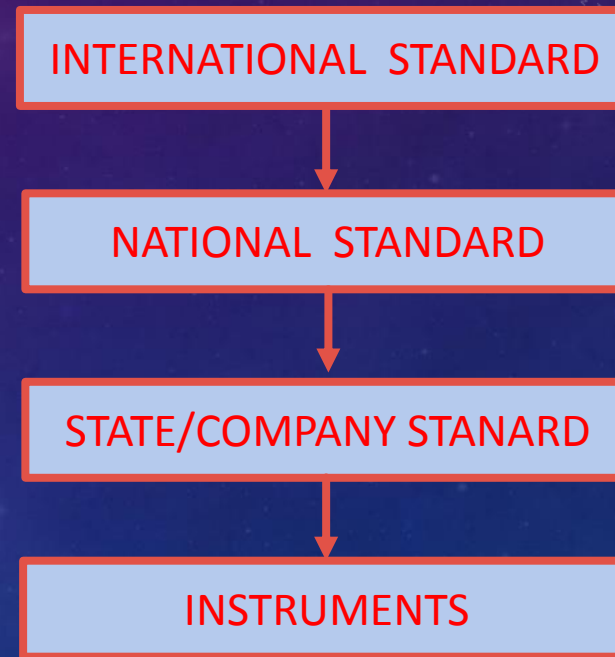 INTERNATIONAL STANDARD
NATIONAL STANDARD
STATE/COMPANY STANARD
INSTRUMENTS